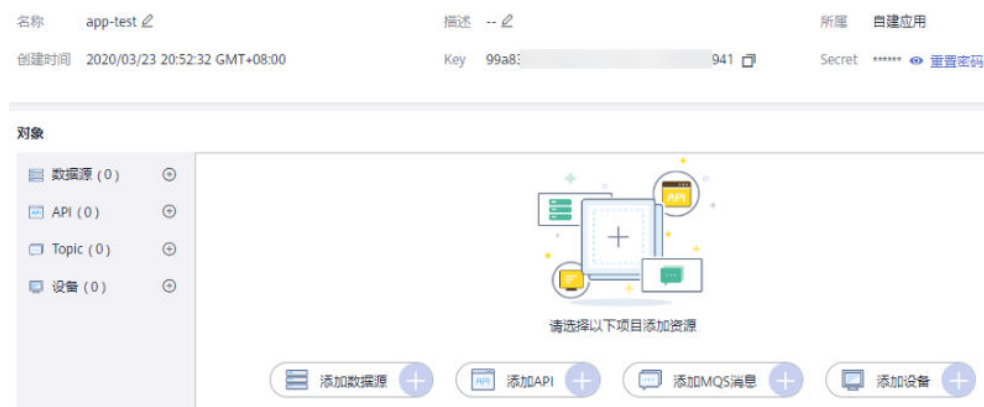 名称 app-test 描述 -- 所属 自建应用
创建时间 2020/03/23 20:52:32 GMT+08:00 Key 99a83 941 Secret ****** 重置密码
对象
数据源 (0)
API (0)
Topic (0)
设备 (0)
API
请选择以下项目添加资源
添加数据源 API 添加API 添加MQS消息 添加设备